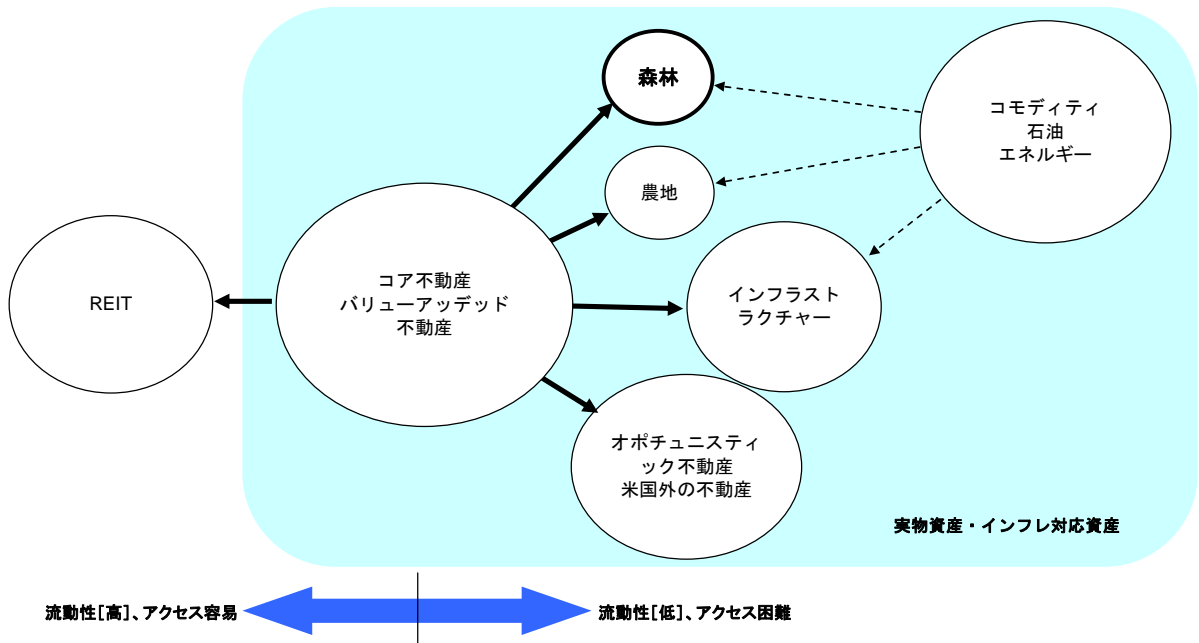 森林
コモディティ
石油
エネルギー
農地
REIT
コア不動産
バリューアッデッド
不動産
インフラスト
ラクチャー
オポチュニスティ
ック不動産
米国外の不動産
実物資産・インフレ対応資産
流動性[高]、アクセス容易
流動性[低]、アクセス困難